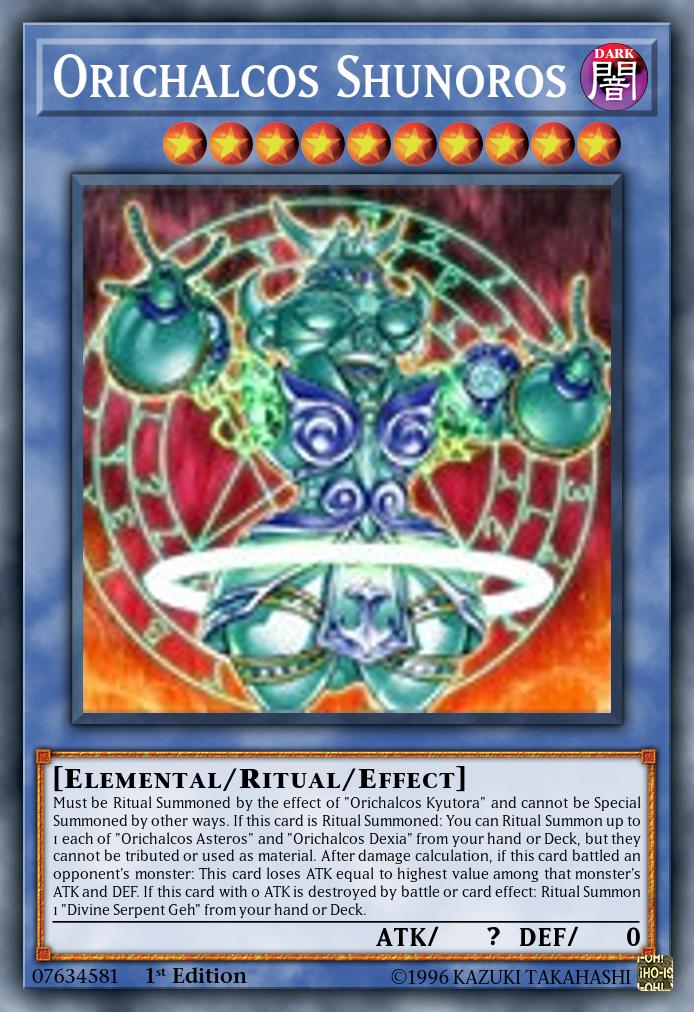 ORICHALCOS SHUNOROS
DARK
闇
[ELEMENTAL/RITUAL/EFFECT]
Must be Ritual Summoned by the effect of "Orichalcos Kyutora" and cannot be Special
Summoned by other ways. If this card is Ritual Summoned: You can Ritual Summon up to
1 each of "Orichalcos Asteros" and "Orichalcos Dexia" from your hand or Deck, but they
cannot be tributed or used as material. After damage calculation, if this card battled an
opponent's monster: This card loses ATK equal to highest value among that monster's
ATK and DEF. If this card with 0 ATK is destroyed by battle or card effect: Ritual Summon
1 "Divine Serpent Geh" from your hand or Deck.
ATK/ ? DEF/ 0
07634581 1st Edition ©1996 KAZUKI TAKAHASHI